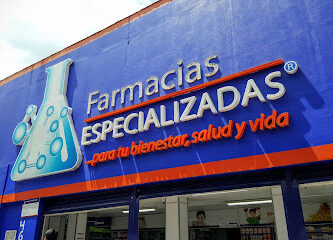 Farmacias
ESPECIALIZADAS®
...para tu bienestar, salud y vida